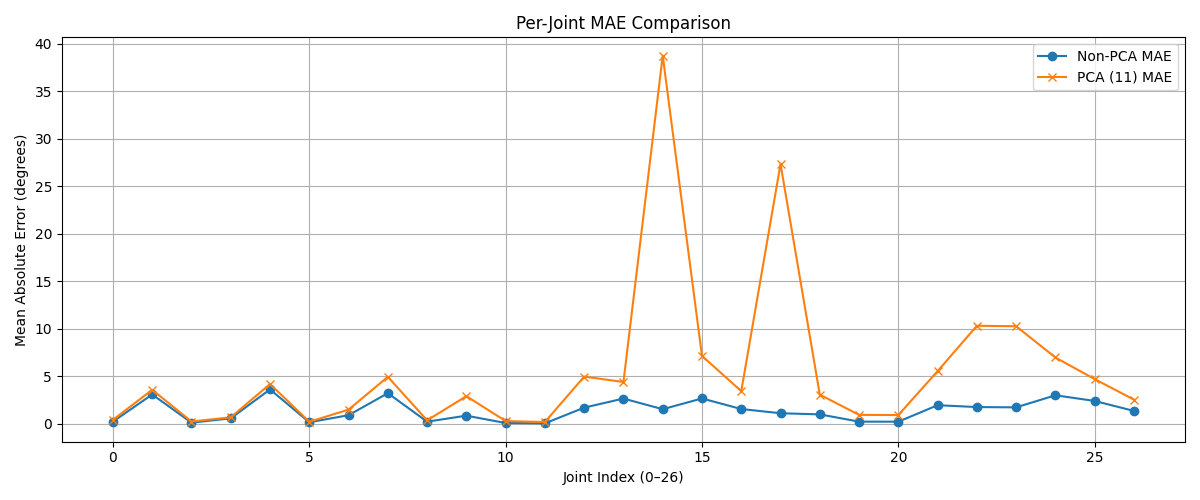 Per-Joint MAE Comparison
Non-PCA MAE
PCA (11) MAE
Mean Absolute Error (degrees)
40
35
30
25
20
15
10
5
0
0 5 10 15 20 25
Joint Index (0–26)